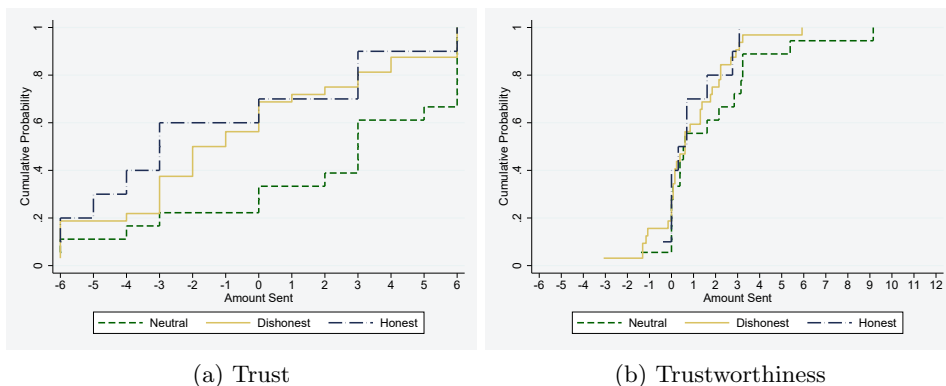 Cumulative Probability
1
.8
.6
.4
.2
0
-6 -5 -4 -3 -2 -1 0 1 2 3 4 5 6
Amount Sent
Neutral Dishonest Honest
(a) Trust
Cumulative Probability
1
.8
.6
.4
.2
0
-6 -5 -4 -3 -2 -1 0 1 2 3 4 5 6 7 8 9 10 11 12
Amount Sent
Neutral Dishonest Honest
(b) Trustworthiness